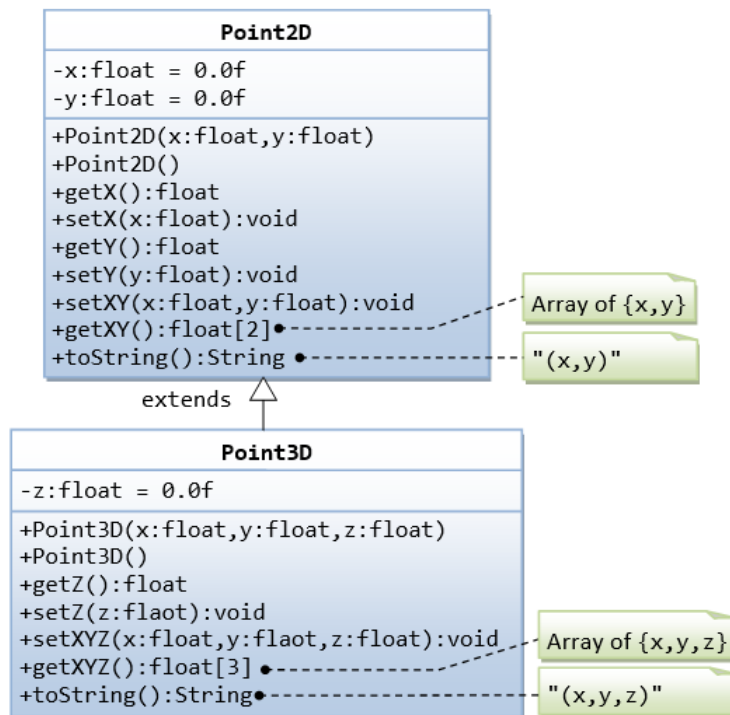 Point2D
-x:float = 0.0f
-y:float = 0.0f
+Point2D(x:float,y:float)
+Point2D()
+getX():float
+setX(x:float):void
+getY():float
+setY(y:float):void
+setXY(x:float,y:float):void
+getXY():float[2]
Array of {x,y}
+toString():String
"(x,y)"
extends
Point3D
-z:float = 0.0f
+Point3D(x:float,y:float,z:float)
+Point3D()
+getZ():float
+setZ(z:flaot):void
+setXYZ(x:float,y:flaot,z:float):void
+getXYZ():float[3]
Array of {x,y,z}
+toString():String
"(x,y,z)"